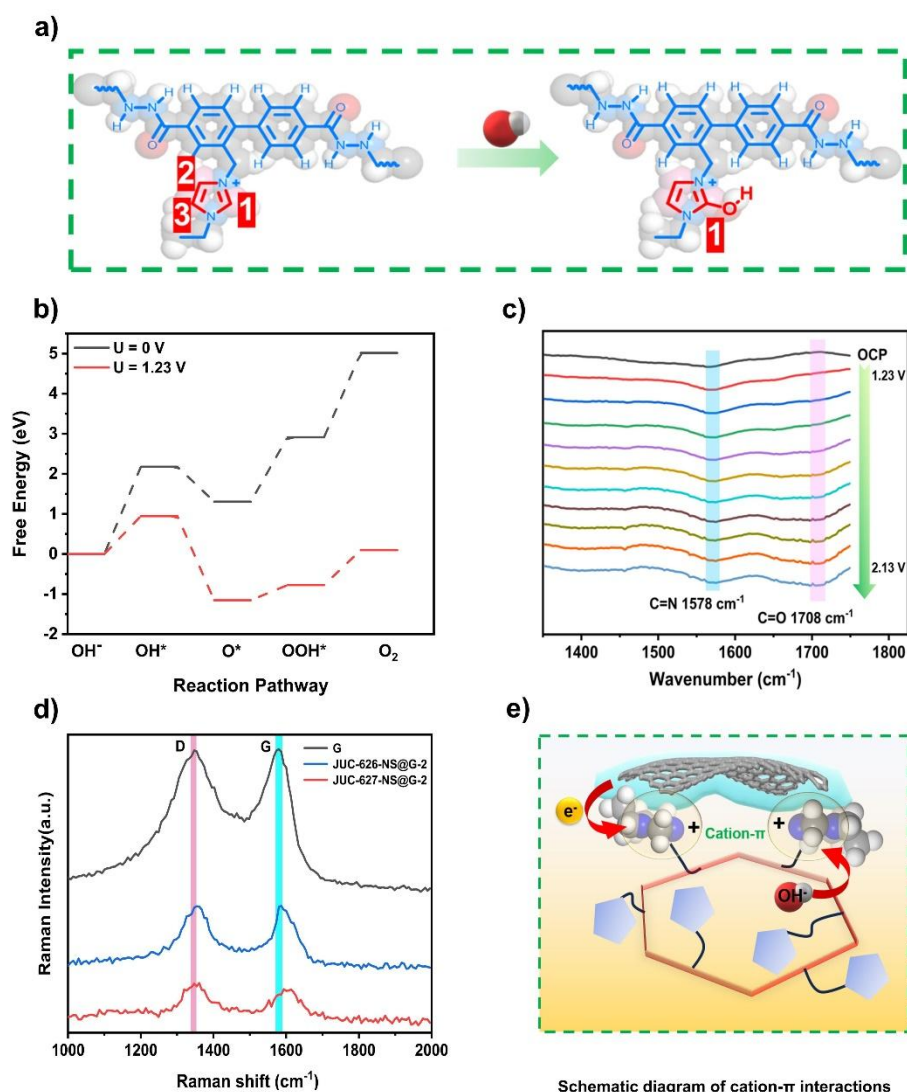 a)
H
H
H
H
H
O
N
N
H
O
N
N
H
H
H
H
H
N
+
N
2
3
1
H
H
H
H
H
O
N
N
H
O
N
N
H
H
H
H
H
N
+
N
O
H
1
b)
U = 0 V
U = 1.23 V
Free Energy (eV)
5
4
3
2
1
0
-1
-2
OH⁻
OH*
O*
OOH*
O₂
Reaction Pathway
c)
OCP
1.23 V
2.13 V
C=N 1578 cm⁻¹
C=O 1708 cm⁻¹
1400
1500
1600
1700
1800
Wavenumber (cm⁻¹)
d)
D
G
G
JUC-626-NS@G-2
JUC-627-NS@G-2
Raman Intensity(a.u.)
1000
1200
1400
1600
1800
2000
Raman shift (cm⁻¹)
e)
e⁻
+
Cation-π
+
OH⁻
Schematic diagram of cation-π interactions